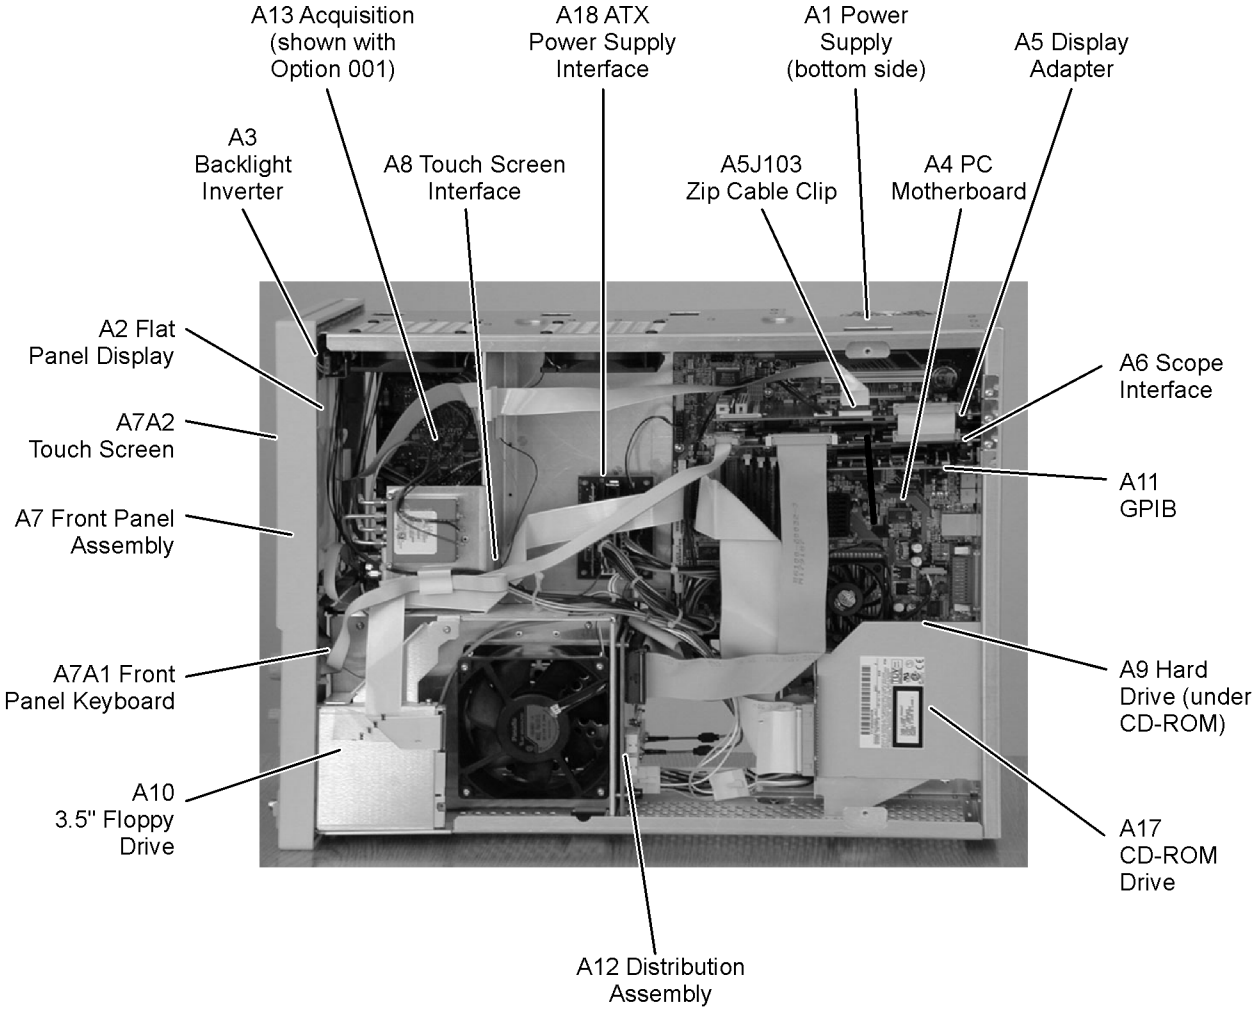 A13 Acquisition
(shown with
Option 001)
A18 ATX
Power Supply
Interface
A1 Power
Supply
(bottom side)
A5 Display
Adapter
A3
Backlight
Inverter
A8 Touch Screen
Interface
A5J103
Zip Cable Clip
A4 PC
Motherboard
A2 Flat
Panel Display
A7A2
Touch Screen
A7 Front Panel
Assembly
A7A1 Front
Panel Keyboard
A10
3.5" Floppy
Drive
A6 Scope
Interface
A11
GPIB
A9 Hard
Drive (under
CD-ROM)
A17
CD-ROM
Drive
A12 Distribution
Assembly